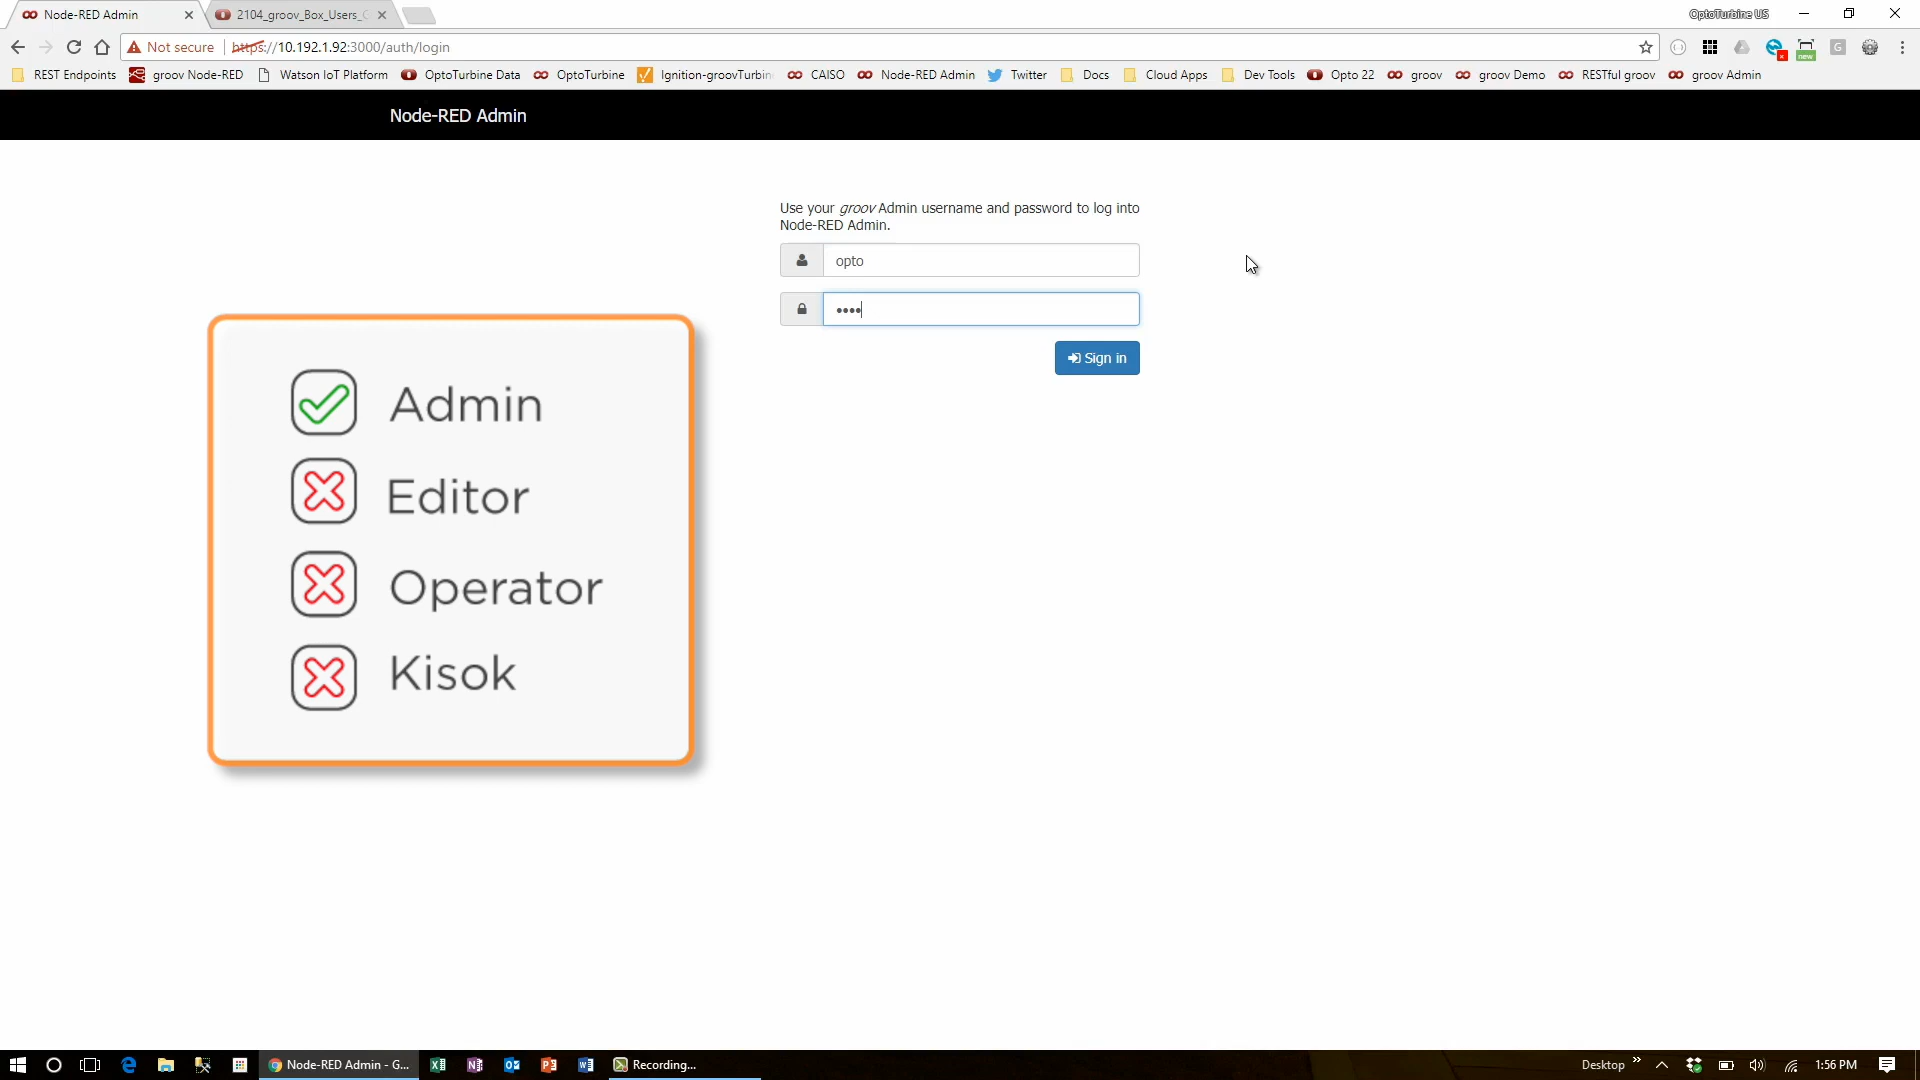 Node-RED Admin
2104_groov_Box_Users_G
OptoTurbine US
Not secure
https://10.192.1.92:3000/auth/login
new
REST Endpoints
groov Node-RED
Watson IoT Platform
OptoTurbine Data
OptoTurbine
Ignition-groovTurbin
CAISO
Node-RED Admin
Twitter
Docs
Cloud Apps
Dev Tools
Opto 22
groov
groov Demo
RESTful groov
groov Admin
Node-RED Admin
Use your groov Admin username and password to log into
Node-RED Admin.
opto
••••
Sign in
Admin
Editor
Operator
Kisok
Node-RED Admin - G...
Recording...
Desktop
1:56 PM